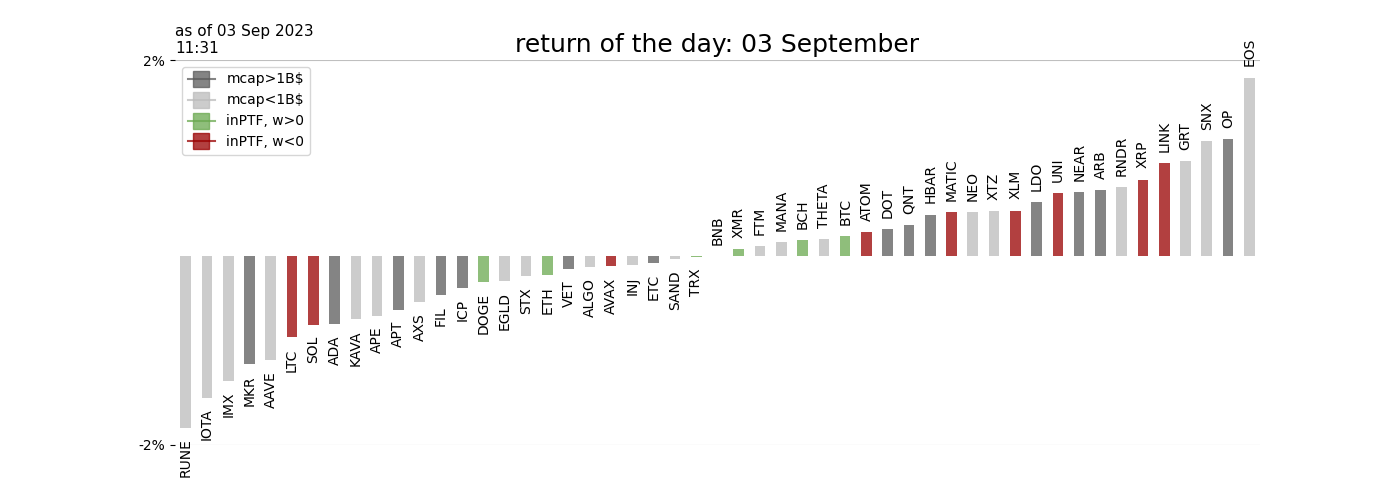 as of 03 Sep 2023
11:31
return of the day: 03 September
2%
mcap>1B$
mcap<1B$
inPTF, w>0
inPTF, w<0
-2%
RUNE
IOTA
IMX
MKR
AAVE
LTC
SOL
ADA
KAVA
APE
APT
AXS
FIL
ICP
DOGE
EGLD
STX
ETH
VET
ALGO
AVAX
INJ
ETC
SAND
TRX
BNB
XMR
FTM
MANA
BCH
THETA
BTC
ATOM
DOT
QNT
HBAR
MATIC
NEO
XTZ
XLM
LDO
UNI
NEAR
ARB
RNDR
XRP
LINK
GRT
SNX
OP
EOS